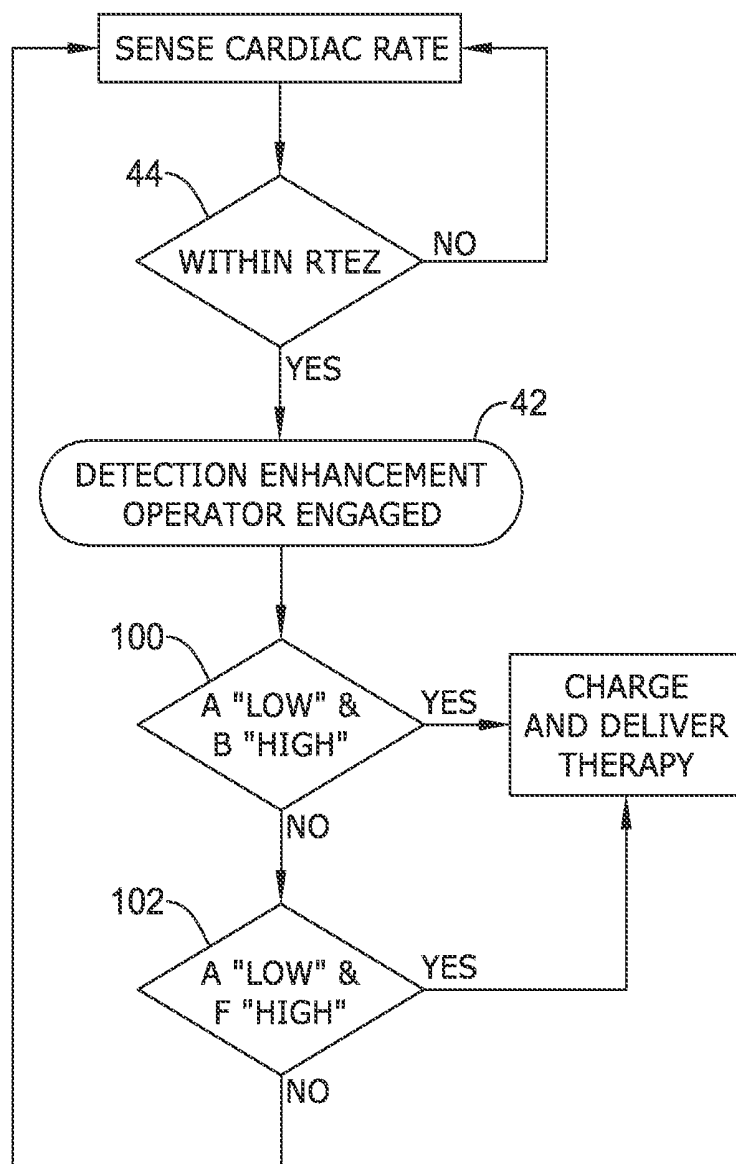 SENSE CARDIAC RATE
44
WITHIN RTEZ
NO
YES
42
DETECTION ENHANCEMENT
OPERATOR ENGAGED
100
A "LOW" &
B "HIGH"
YES
CHARGE
AND DELIVER
THERAPY
NO
102
A "LOW" &
F "HIGH"
YES
NO